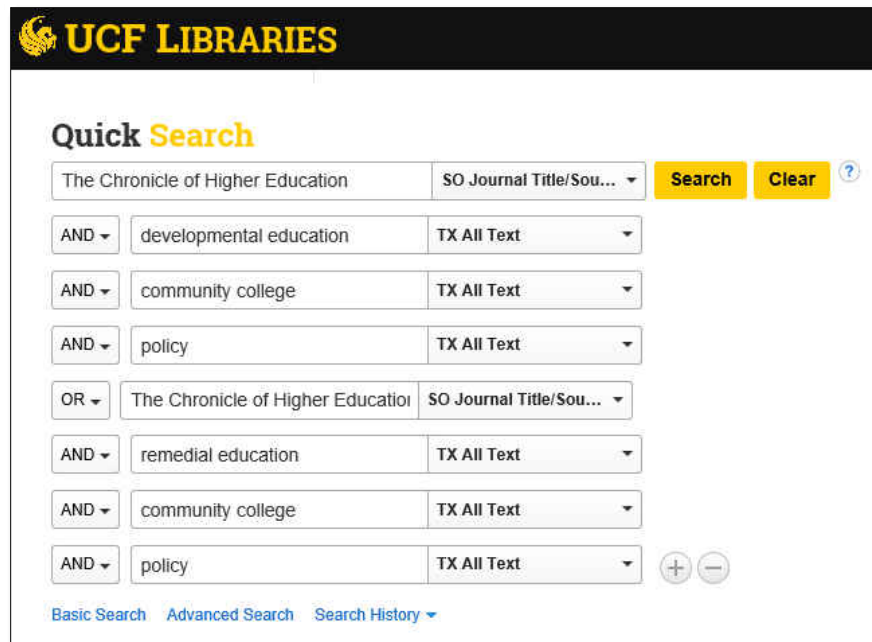 UCF LIBRARIES
Quick Search
The Chronicle of Higher Education SO Journal Title/Sou... Search Clear ?
AND developmental education TX All Text
AND community college TX All Text
AND policy TX All Text
OR The Chronicle of Higher Education SO Journal Title/Sou...
AND remedial education TX All Text
AND community college TX All Text
AND policy TX All Text + −
Basic Search Advanced Search Search History